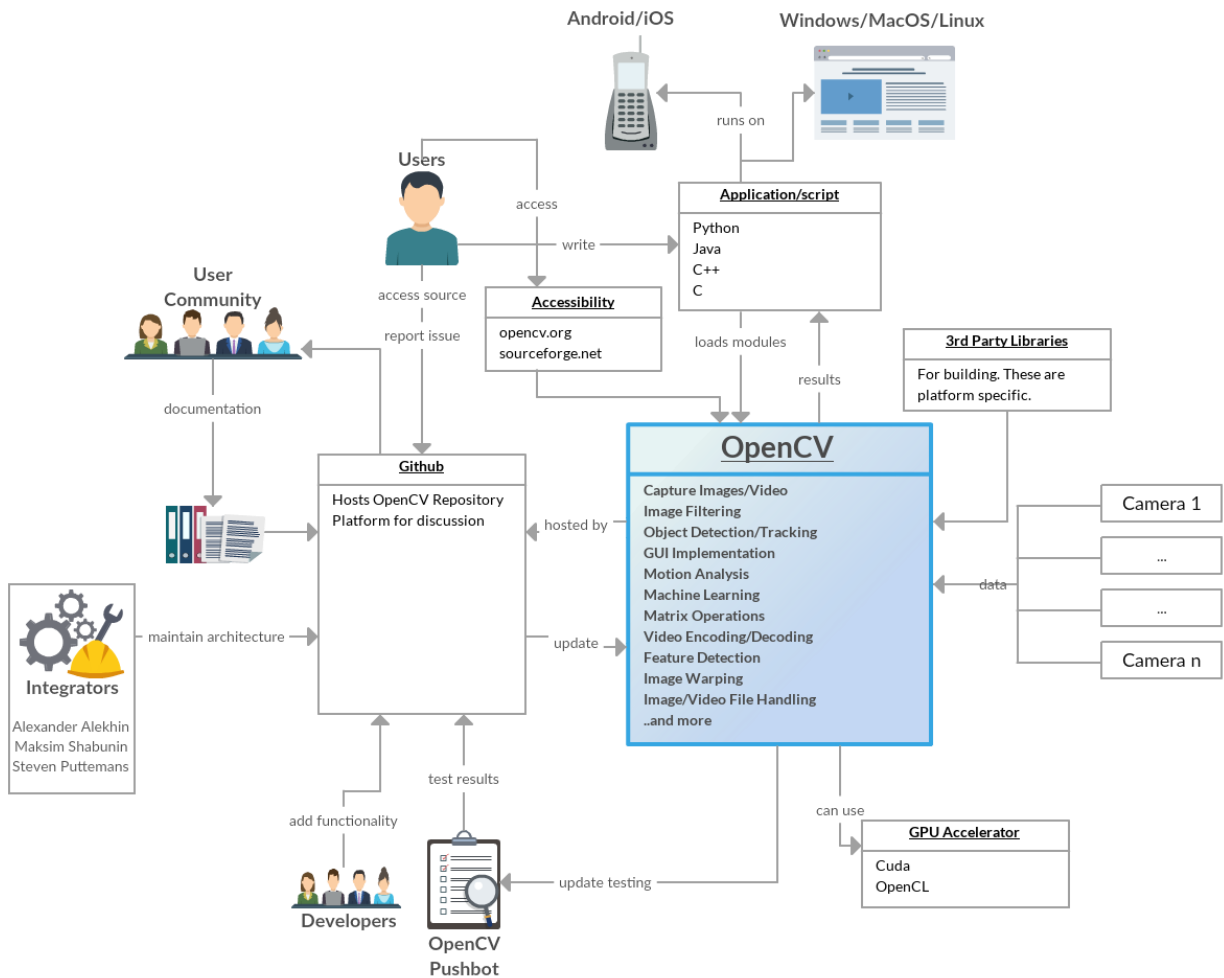 Android/iOS
Windows/MacOS/Linux
runs on
Users
access
write
Application/script
Python
Java
C++
C
User
Community
access source
report issue
Accessibility
opencv.org
sourceforge.net
loads modules
results
3rd Party Libraries
For building. These are
platform specific.
documentation
Github
Hosts OpenCV Repository
Platform for discussion
hosted by
update
OpenCV
Capture Images/Video
Image Filtering
Object Detection/Tracking
GUI Implementation
Motion Analysis
Machine Learning
Matrix Operations
Video Encoding/Decoding
Feature Detection
Image Warping
Image/Video File Handling
..and more
data
Camera 1
...
...
Camera n
maintain architecture
Integrators
Alexander Alekhin
Maksim Shabunin
Steven Puttemans
add functionality
Developers
test results
OpenCV
Pushbot
update testing
can use
GPU Accelerator
Cuda
OpenCL